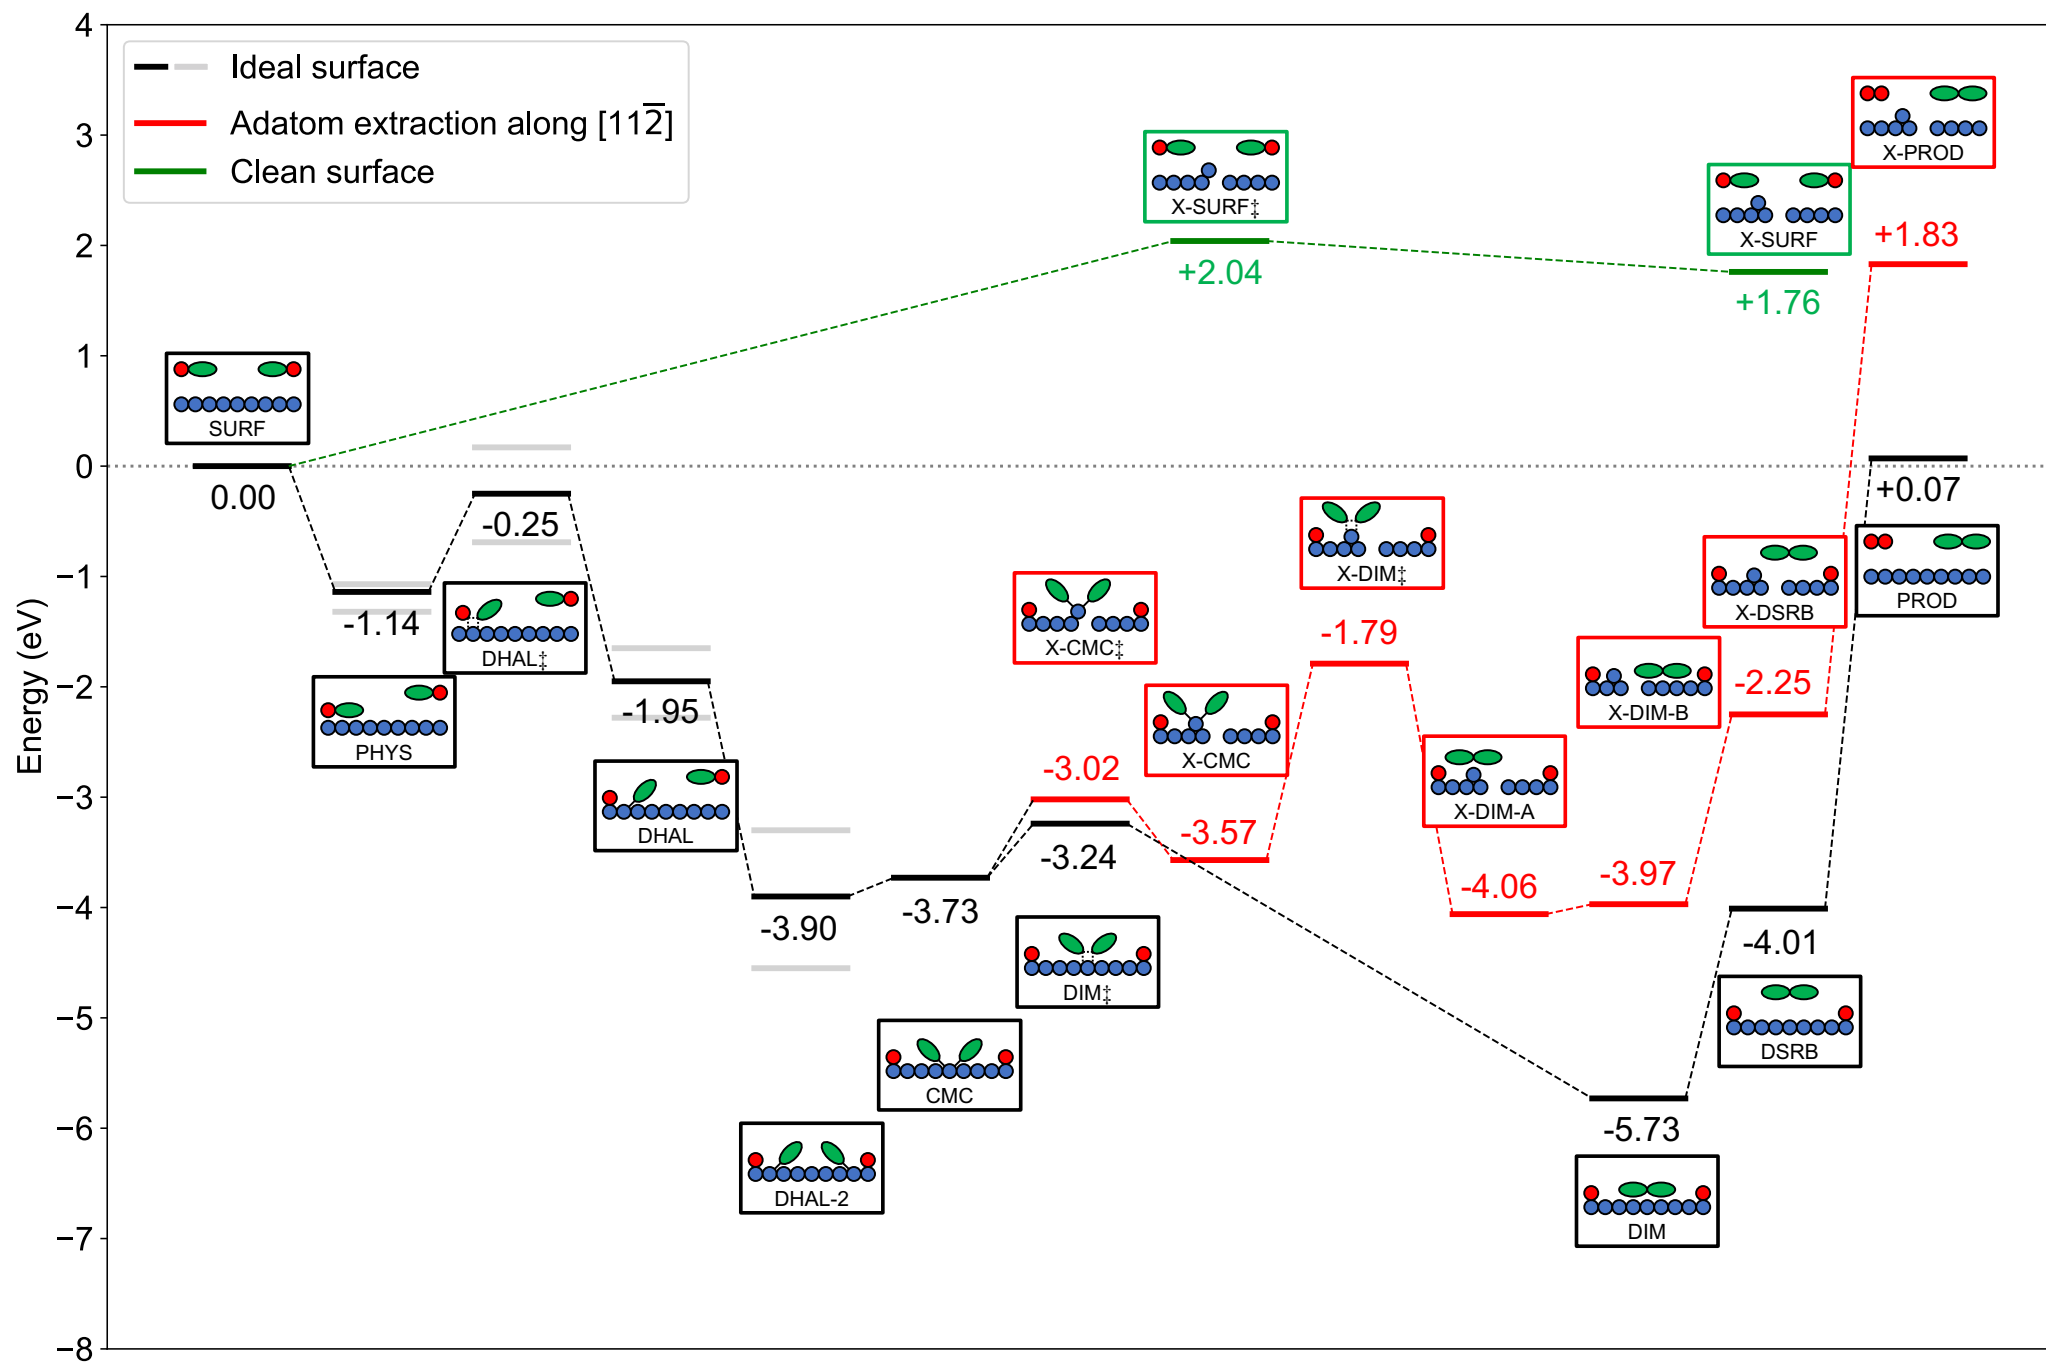 Energy (eV)
4
3
2
1
0
−1
−2
−3
−4
−5
−6
−7
−8
Ideal surface
Adatom extraction along [112̅]
Clean surface
SURF
0.00
-1.14
PHYS
-0.25
DHAL‡
-1.95
DHAL
-3.90
DHAL-2
-3.73
CMC
X-CMC‡
-3.02
-3.24
DIM‡
X-SURF‡
+2.04
X-CMC
-3.57
X-DIM‡
-1.79
X-DIM-A
-4.06
X-DIM-B
-3.97
-5.73
DIM
X-SURF
+1.76
X-DSRB
-2.25
-4.01
DSRB
X-PROD
+1.83
+0.07
PROD